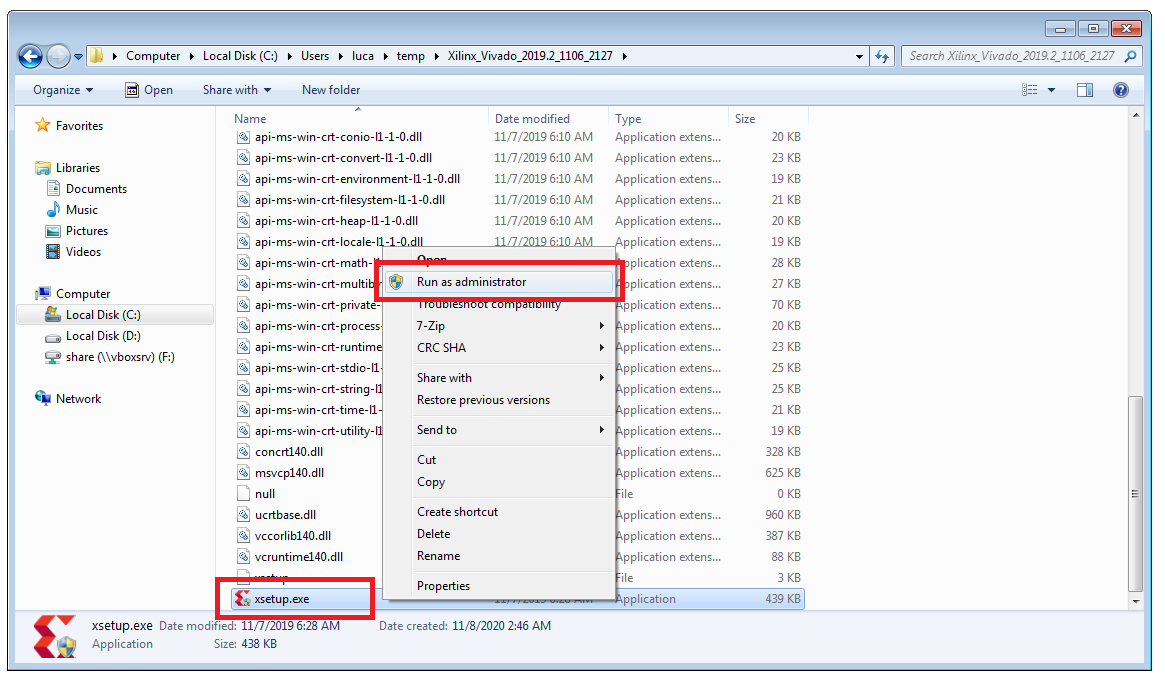 Computer Local Disk (C:) Users luca temp Xilinx_Vivado_2019.2_1106_2127
Search Xilinx_Vivado_2019.2_1106_2127
Organize Open Share with New folder
Favorites
Libraries
Documents
Music
Pictures
Videos
Computer
Local Disk (C:)
Local Disk (D:)
share (\\vboxsrv) (F:)
Network
Name Date modified Type Size
api-ms-win-crt-conio-l1-1-0.dll 11/7/2019 6:10 AM Application extens... 20 KB
api-ms-win-crt-convert-l1-1-0.dll 11/7/2019 6:10 AM Application extens... 23 KB
api-ms-win-crt-environment-l1-1-0.dll 11/7/2019 6:10 AM Application extens... 19 KB
api-ms-win-crt-filesystem-l1-1-0.dll 11/7/2019 6:10 AM Application extens... 21 KB
api-ms-win-crt-heap-l1-1-0.dll 11/7/2019 6:10 AM Application extens... 20 KB
api-ms-win-crt-locale-l1-1-0.dll 11/7/2019 6:10 AM Application extens... 19 KB
api-ms-win-crt-math-l1 Application extens... 28 KB
api-ms-win-crt-multib Application extens... 27 KB
api-ms-win-crt-private- Application extens... 70 KB
api-ms-win-crt-process- Application extens... 20 KB
api-ms-win-crt-runtime Application extens... 23 KB
api-ms-win-crt-stdio-l1- Application extens... 25 KB
api-ms-win-crt-string-l1 Application extens... 25 KB
api-ms-win-crt-time-l1- Application extens... 21 KB
api-ms-win-crt-utility-l1 Application extens... 19 KB
concrt140.dll Application extens... 328 KB
msvcp140.dll Application extens... 625 KB
null File 0 KB
ucrtbase.dll Application extens... 960 KB
vccorlib140.dll Application extens... 387 KB
vcruntime140.dll Application extens... 88 KB
xsetup File 3 KB
xsetup.exe 11/7/2019 6:28 AM Application 439 KB
Open
Run as administrator
Troubleshoot compatibility
7-Zip
CRC SHA
Share with
Restore previous versions
Send to
Cut
Copy
Create shortcut
Delete
Rename
Properties
xsetup.exe Date modified: 11/7/2019 6:28 AM Date created: 11/8/2020 2:46 AM
Application Size: 438 KB